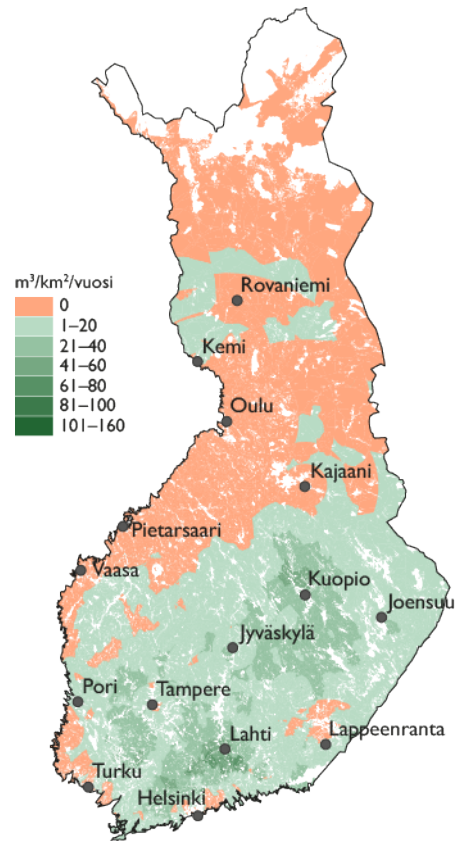 m³/km²/vuosi
0
1–20
21–40
41–60
61–80
81–100
101–160
Rovaniemi
Kemi
Oulu
Kajaani
Pietarsaari
Vaasa
Kuopio
Joensuu
Jyväskylä
Pori
Tampere
Lahti
Lappeenranta
Turku
Helsinki